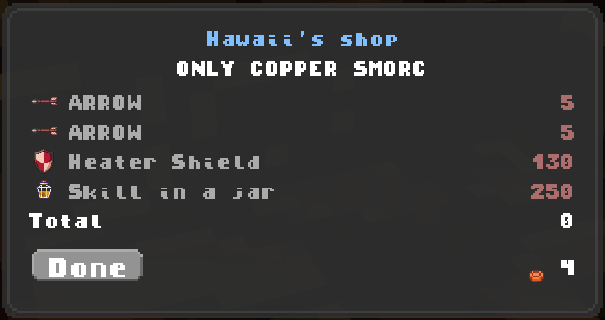 Hawaii's shop
ONLY COPPER SMORC
ARROW 5
ARROW 5
Heater Shield 130
Skill in a jar 250
Total 0
Done 4